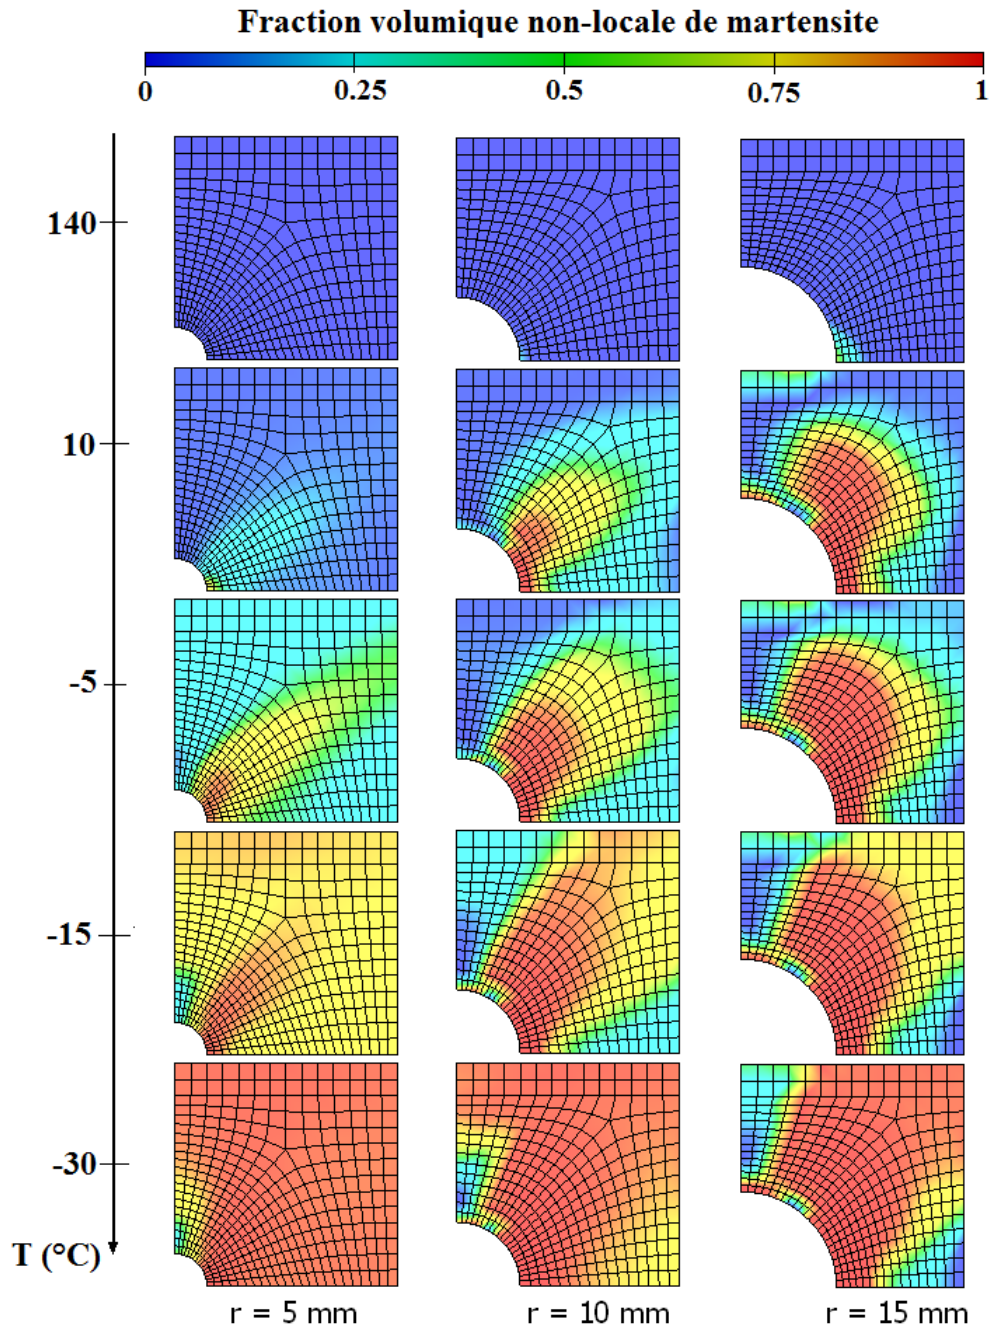 Fraction volumique non-locale de martensite
0 0.25 0.5 0.75 1
140
10
-5
-15
-30
T (°C)
r = 5 mm r = 10 mm r = 15 mm